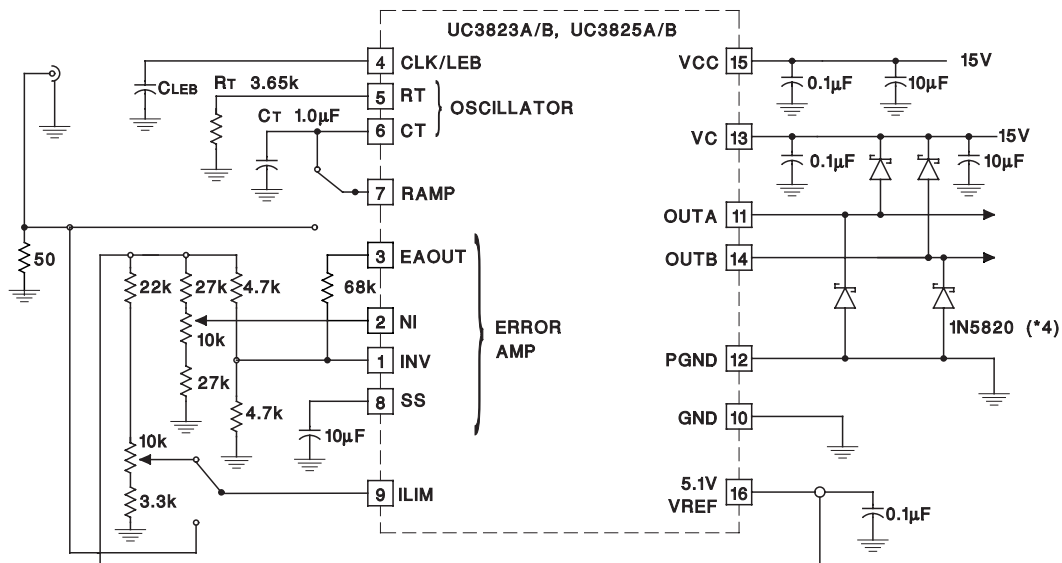 UC3823A/B, UC3825A/B
4 CLK/LEB
CLEB
RT 3.65k
5 RT
OSCILLATOR
CT 1.0µF
6 CT
7 RAMP
50
3 EAOUT
22k
27k
4.7k
68k
2 NI
10k
ERROR
AMP
1 INV
27k
8 SS
4.7k
10µF
10k
3.3k
9 ILIM
VCC 15
15V
0.1µF
10µF
VC 13
15V
0.1µF
10µF
OUTA 11
OUTB 14
1N5820 (*4)
PGND 12
GND 10
5.1V
VREF 16
0.1µF